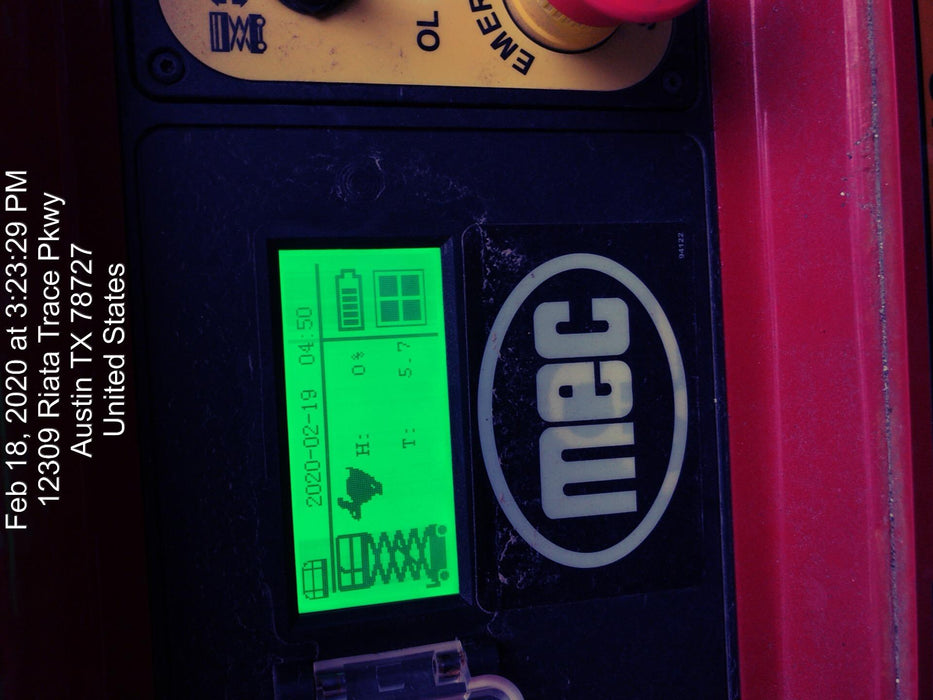 Feb 18, 2020 at 3:23:29 PM
12309 Riata Trace Pkwy
Austin TX 78727
United States
OL
EMER
2020-02-19 04:50
H: 0%
T: 5.7
mec
94122